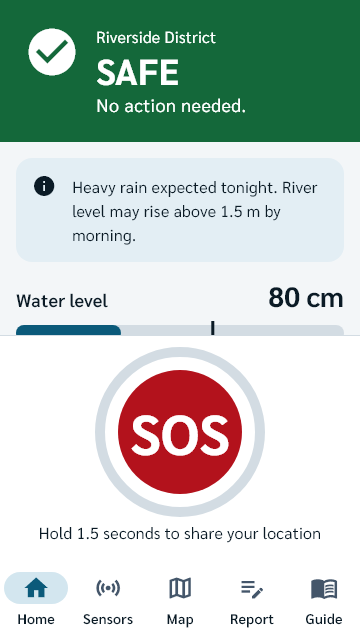 Riverside District
SAFE
No action needed.
Heavy rain expected tonight. River
level may rise above 1.5 m by
morning.
Water level
80 cm
SOS
Hold 1.5 seconds to share your location
Home
Sensors
Map
Report
Guide